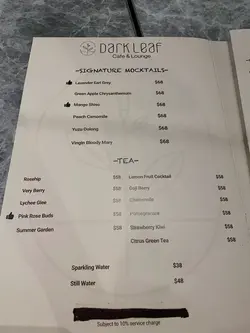 Dark Leaf
Cafe & Lounge
-SIGNATURE MOCKTAILS-
Lavender Earl Grey $68
Green Apple Chrysanthemum $68
Mango Shiso $68
Peach Camomile $68
Yuzu Oolong $68
Virgin Bloody Mary $68
-TEA-
Rosehip $58 Lemon Fruit Cocktail $58
Very Berry $58 Goji Berry $58
Lychee Glee $58 Chamomile $58
Pink Rose Buds $58 $58
Summer Garden $58 Strawberry Kiwi $58
Citrus Green Tea $58
Sparkling Water $38
Still Water $48
Subject to 10% service charge